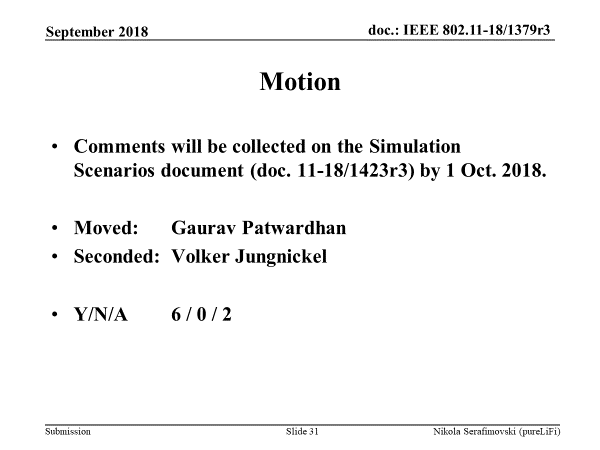 September 2018 doc.: IEEE 802.11-18/1379r3
Motion
• Comments will be collected on the Simulation
Scenarios document (doc. 11-18/1423r3) by 1 Oct. 2018.
• Moved: Gaurav Patwardhan
• Seconded: Volker Jungnickel
• Y/N/A 6 / 0 / 2
Submission Slide 31 Nikola Serafimovski (pureLiFi)